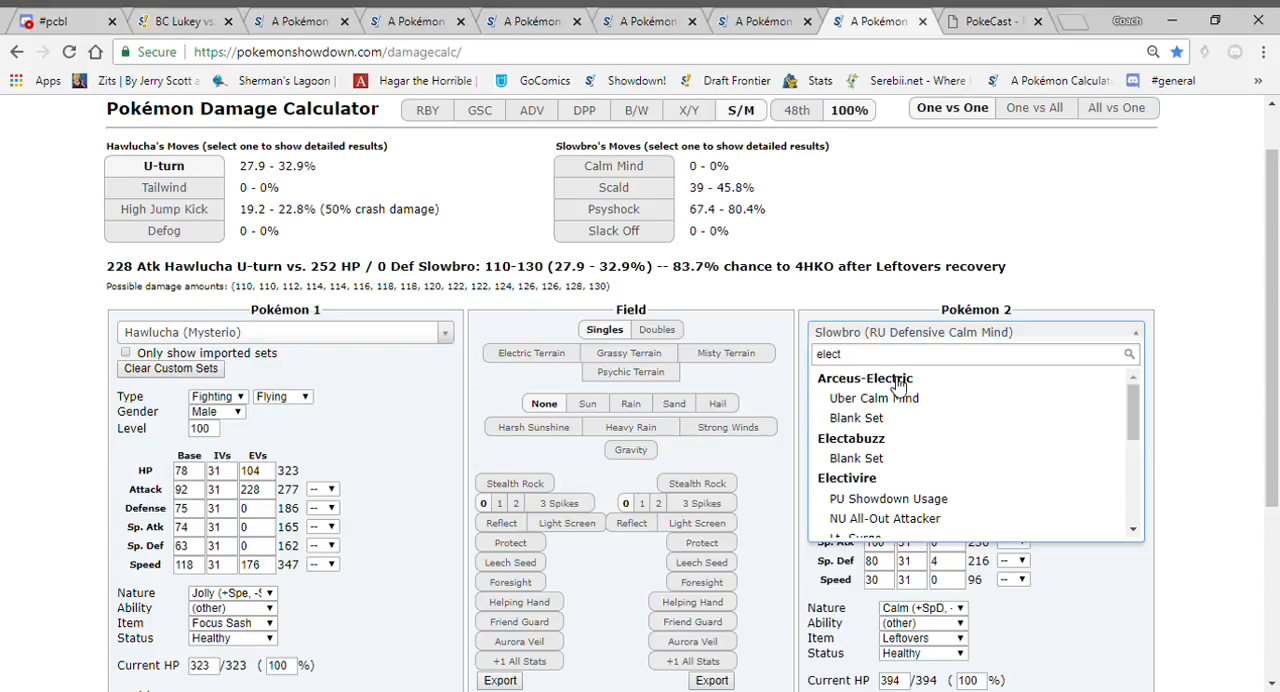 #pcbl
BC Lukey vs.
A Pokémon
A Pokémon
A Pokémon
A Pokémon
A Pokémon
A Pokémon
PokeCast -
Coach
Secure | https://pokemonshowdown.com/damagecalc/
Apps
Zits | By Jerry Scott a
Sherman's Lagoon |
Hagar the Horrible |
GoComics
Showdown!
Draft Frontier
Stats
Serebii.net - Where
A Pokémon Calculat
#general
»
Pokémon Damage Calculator
RBY GSC ADV DPP B/W X/Y S/M 48th 100%
One vs One One vs All All vs One
Hawlucha's Moves (select one to show detailed results)
U-turn 27.9 - 32.9%
Tailwind 0 - 0%
High Jump Kick 19.2 - 22.8% (50% crash damage)
Defog 0 - 0%
Slowbro's Moves (select one to show detailed results)
Calm Mind 0 - 0%
Scald 39 - 45.8%
Psyshock 67.4 - 80.4%
Slack Off 0 - 0%
228 Atk Hawlucha U-turn vs. 252 HP / 0 Def Slowbro: 110-130 (27.9 - 32.9%) -- 83.7% chance to 4HKO after Leftovers recovery
Possible damage amounts: (110, 110, 112, 114, 114, 116, 118, 118, 120, 122, 122, 124, 126, 126, 128, 130)
Pokémon 1
Hawlucha (Mysterio)
Only show imported sets
Clear Custom Sets
Type Fighting Flying
Gender Male
Level 100
Base IVs EVs
HP 78 31 104 323
Attack 92 31 228 277 --
Defense 75 31 0 186 --
Sp. Atk 74 31 0 165 --
Sp. Def 63 31 0 162 --
Speed 118 31 176 347 --
Nature Jolly (+Spe, -S
Ability (other)
Item Focus Sash
Status Healthy
Current HP 323 /323 ( 100 %)
Field
Singles Doubles
Electric Terrain Grassy Terrain Misty Terrain
Psychic Terrain
None Sun Rain Sand Hail
Harsh Sunshine Heavy Rain Strong Winds
Gravity
Stealth Rock Stealth Rock
0 1 2 3 Spikes 0 1 2 3 Spikes
Reflect Light Screen Reflect Light Screen
Protect Protect
Leech Seed Leech Seed
Foresight Foresight
Helping Hand Helping Hand
Friend Guard Friend Guard
Aurora Veil Aurora Veil
+1 All Stats +1 All Stats
Export Export
Pokémon 2
Slowbro (RU Defensive Calm Mind)
elect
Arceus-Electric
Uber Calm Mind
Blank Set
Electabuzz
Blank Set
Electivire
PU Showdown Usage
NU All-Out Attacker
Sp. Def 80 31 4 216 --
Speed 30 31 0 96 --
Nature Calm (+SpD, -
Ability (other)
Item Leftovers
Status Healthy
Current HP 394 /394 ( 100 %)